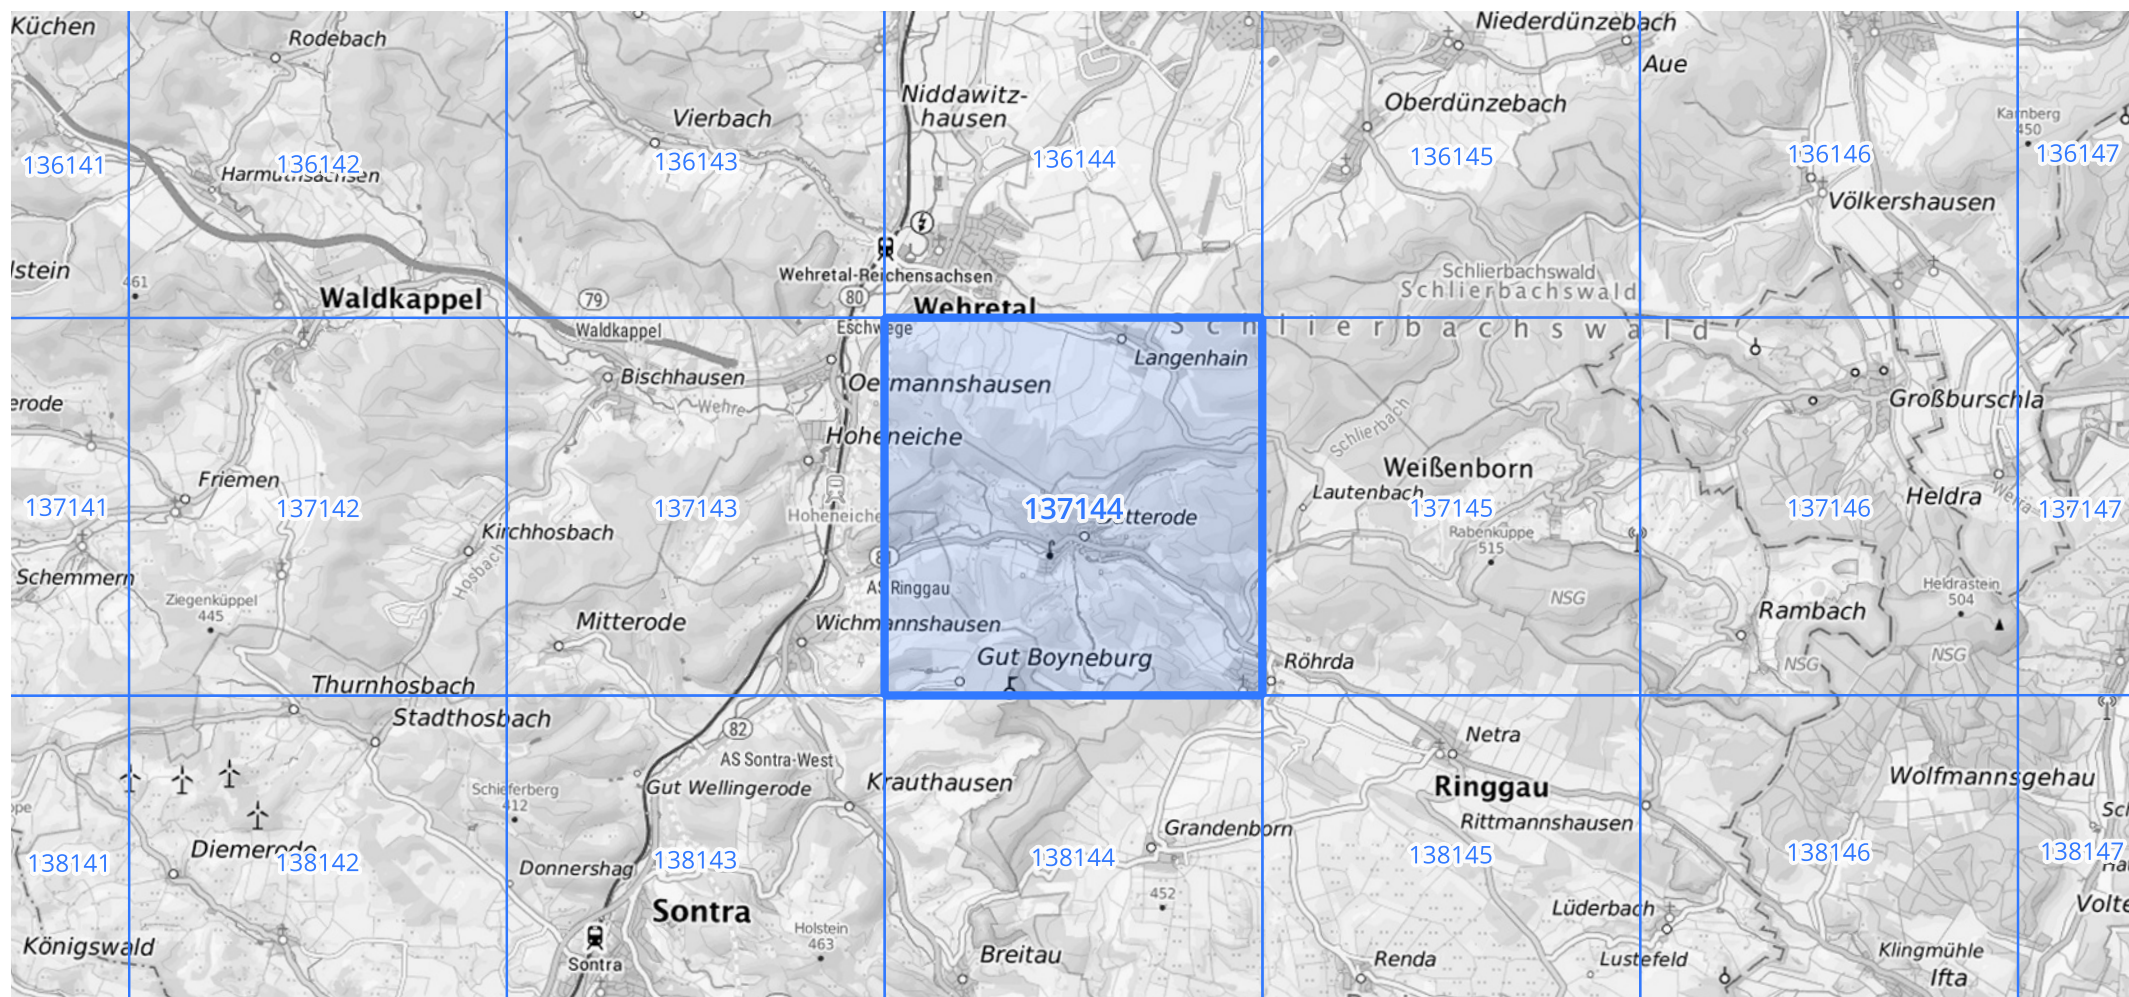 Küchen
Rodebach
Niederdünzebach
Aue
Vierbach
Niddawitz-
hausen
Oberdünzebach
Karnberg
450
136141
136142
Harmuthsachsen
136143
136144
136145
136146
136147
Völkershausen
lstein
461
Waldkappel
79
Wehretal-Reichensachsen
80
Wehretal
Schlierbachswald
Schlierbachswald
Eschwege
Waldkappel
Schlierbachswald
Langenhain
Bischhausen
Oetmannshausen
erode
Wehre
Hoheneiche
Schlierbach
Großburschla
Friemen
Weißenborn
Lautenbach
Heldra
Werra
137141
137142
137143
137144
137145
137146
137147
Datterode
Hoheneiche
Kirchhosbach
Hosbach
Rabenkuppe
515
Schemmern
Ziegenküppel
445
AS Ringgau
NSG
Heldrastein
504
Mitterode
Wichmannshausen
Rambach
Gut Boyneburg
Röhrda
NSG
NSG
Thurnhosbach
Stadthosbach
82
AS Sontra-West
Netra
Krauthausen
Gut Wellingerode
Schieferberg
412
Ringgau
Wolfmannsgehau
Rittmannshausen
Grandenborn
Diemerode
138141
138142
138143
138144
138145
138146
138147
Donnershag
452
Sontra
Lüderbach
Volte
Holstein
463
Königswald
Sontra
Breitau
Renda
Lustefeld
Klingmühle
Ifta